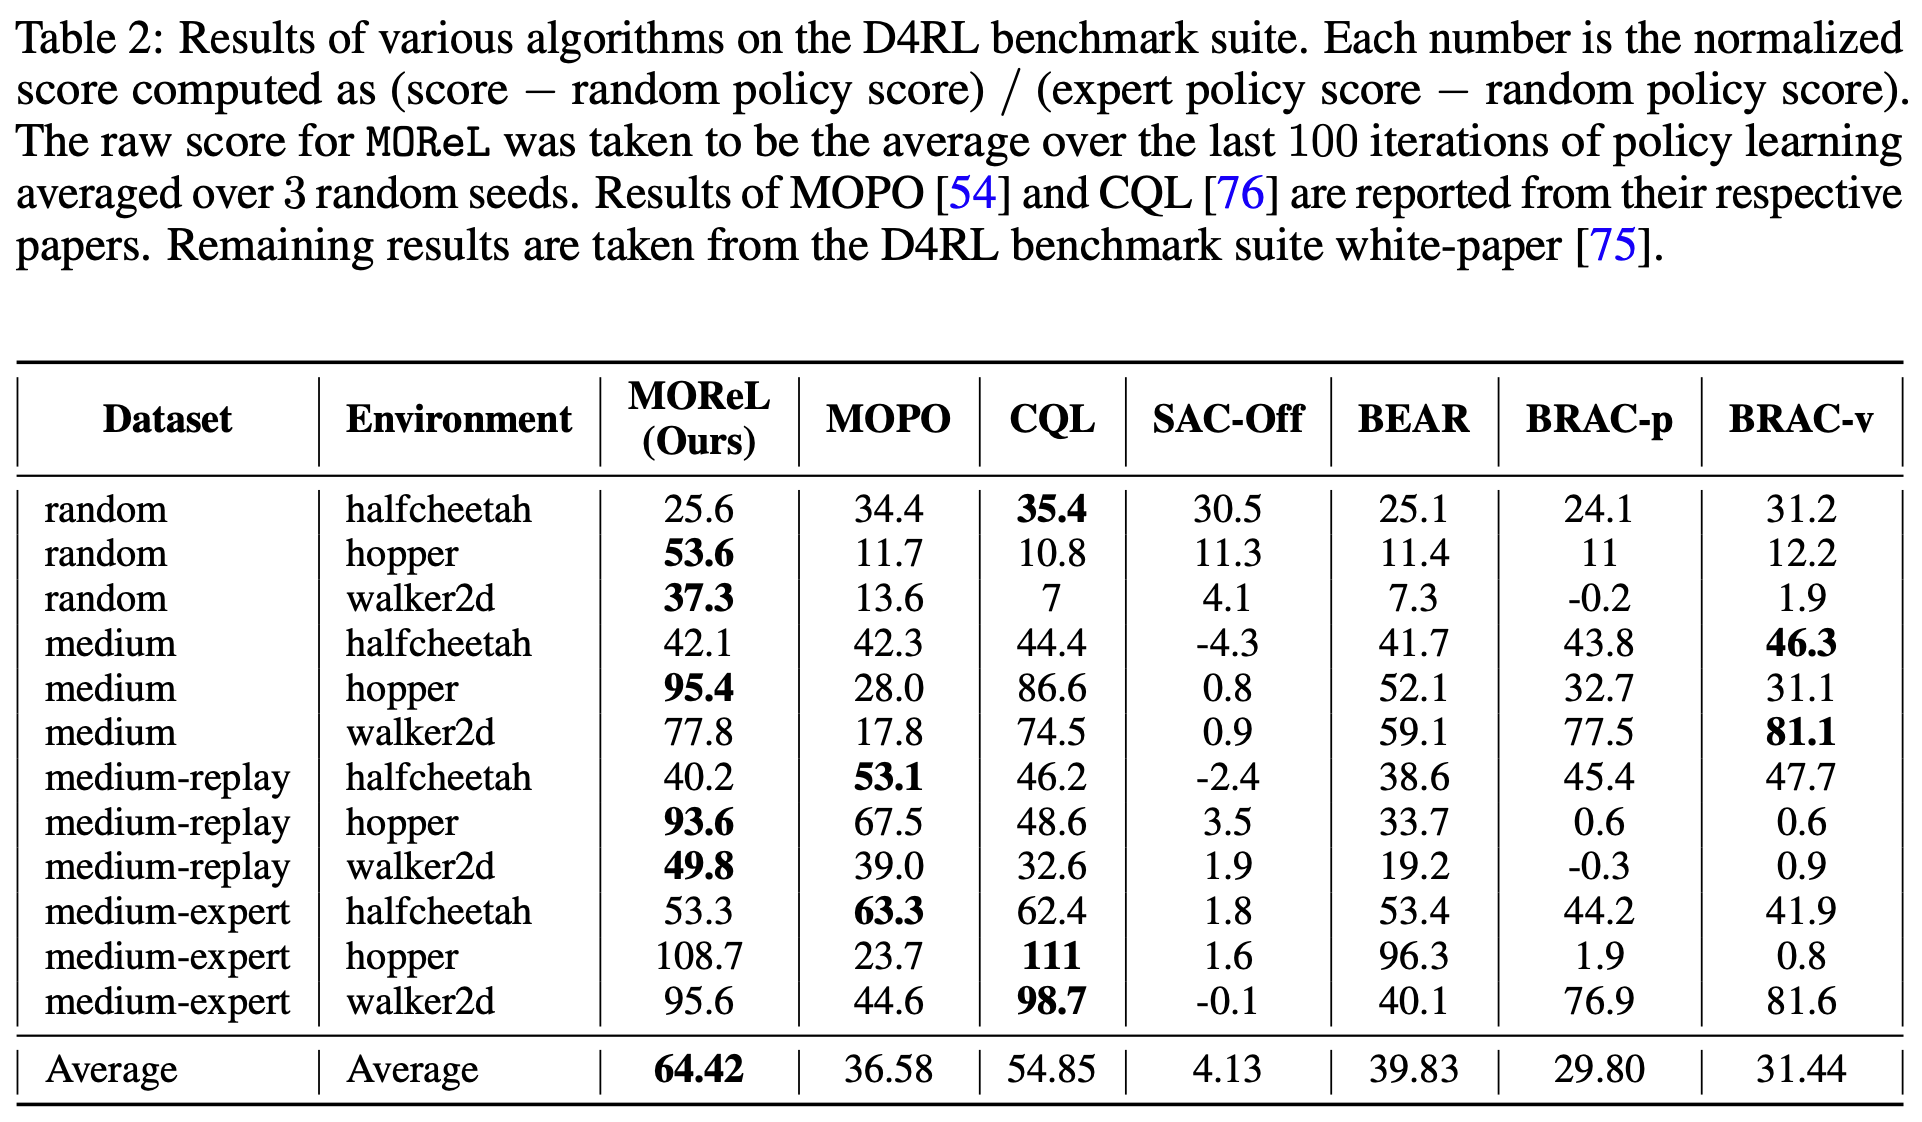 Table 2: Results of various algorithms on the D4RL benchmark suite. Each number is the normalized
score computed as (score − random policy score) / (expert policy score − random policy score).
The raw score for MOReL was taken to be the average over the last 100 iterations of policy learning
averaged over 3 random seeds. Results of MOPO [54] and CQL [76] are reported from their respective
papers. Remaining results are taken from the D4RL benchmark suite white-paper [75].
Dataset Environment MOReL (Ours) MOPO CQL SAC-Off BEAR BRAC-p BRAC-v
random halfcheetah 25.6 34.4 35.4 30.5 25.1 24.1 31.2
random hopper 53.6 11.7 10.8 11.3 11.4 11 12.2
random walker2d 37.3 13.6 7 4.1 7.3 -0.2 1.9
medium halfcheetah 42.1 42.3 44.4 -4.3 41.7 43.8 46.3
medium hopper 95.4 28.0 86.6 0.8 52.1 32.7 31.1
medium walker2d 77.8 17.8 74.5 0.9 59.1 77.5 81.1
medium-replay halfcheetah 40.2 53.1 46.2 -2.4 38.6 45.4 47.7
medium-replay hopper 93.6 67.5 48.6 3.5 33.7 0.6 0.6
medium-replay walker2d 49.8 39.0 32.6 1.9 19.2 -0.3 0.9
medium-expert halfcheetah 53.3 63.3 62.4 1.8 53.4 44.2 41.9
medium-expert hopper 108.7 23.7 111 1.6 96.3 1.9 0.8
medium-expert walker2d 95.6 44.6 98.7 -0.1 40.1 76.9 81.6
Average Average 64.42 36.58 54.85 4.13 39.83 29.80 31.44